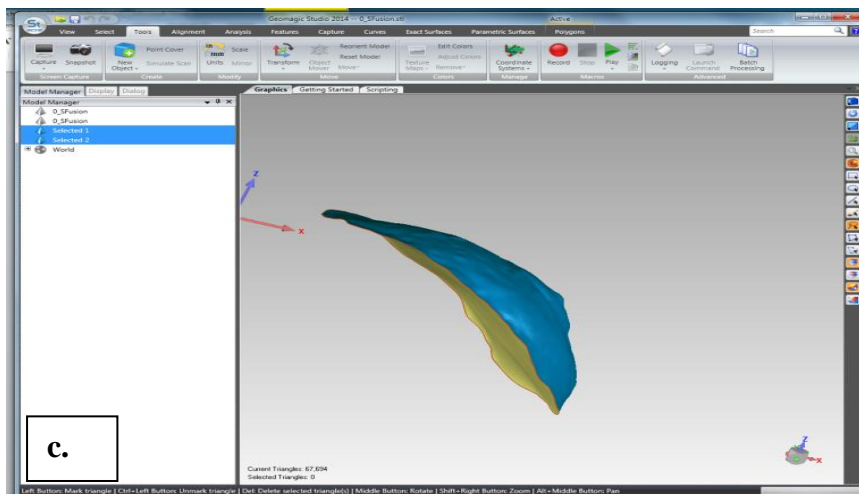 St
Geomagic Studio 2014 -- 0_SFusion.stl
Active
View Select Tools Alignment Analysis Features Capture Curves Exact Surfaces Parametric Surfaces Polygons
Search
Capture Snapshot
Screen Capture
New Object
Point Cover
Simulate Scan
Create
Units
Scale
Mirror
Modify
Transform
Object Mover
Reorient Model
Reset Model
Move
Move
Texture Maps
Edit Colors
Adjust Colors
Remove
Colors
Coordinate Systems
Manage
Record Stop Play
Macros
Logging
Launch Command
Batch Processing
Advanced
Model Manager Display Dialog
Model Manager
0_SFusion
0_SFusion
Selected 1
Selected 2
World
Graphics Getting Started Scripting
Z
X
c.
Z
X
Current Triangles: 67,694
Selected Triangles: 0
Left Button: Mark triangle | Ctrl+Left Button: Unmark triangle | Del: Delete selected triangle(s) | Middle Button: Rotate | Shift+Right Button: Zoom | Alt+Middle Button: Pan